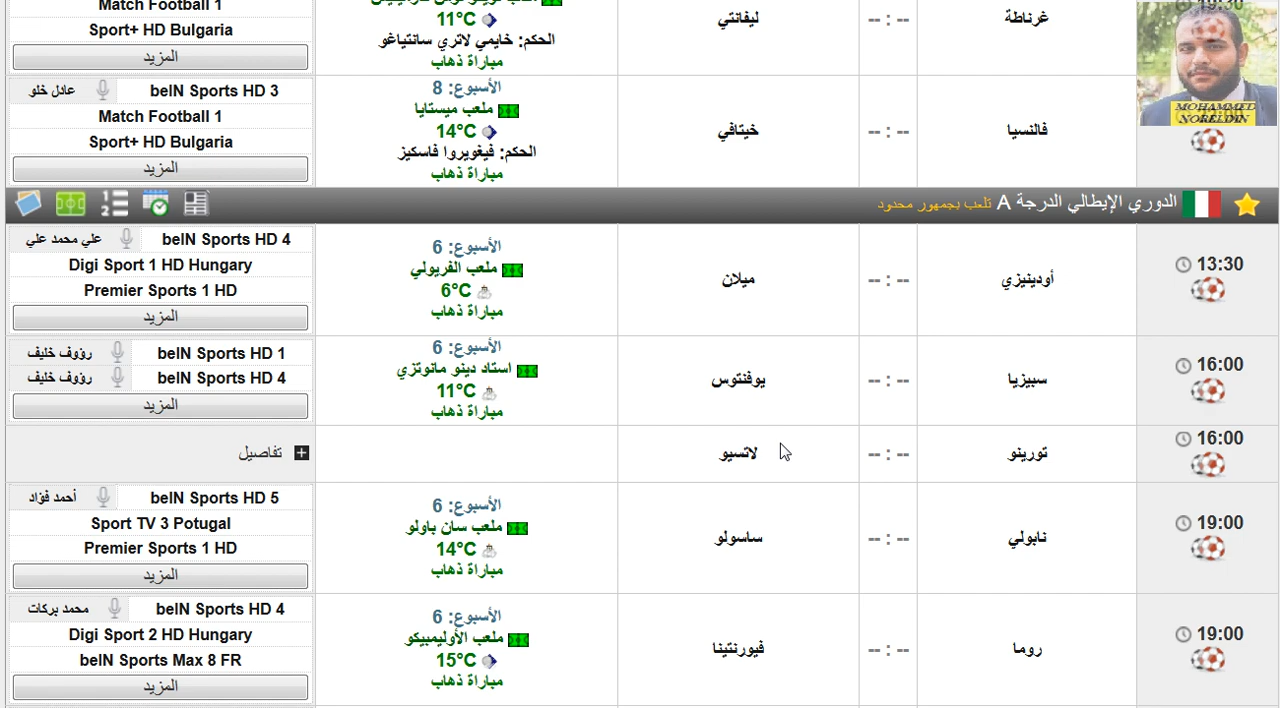 غرناطة
-- : --
ليفانتي
11°C
الحكم: خايمي لاتري سانتياغو
مباراة ذهاب
Match Football 1
Sport+ HD Bulgaria
المزيد
MOHAMMED
NORELDIN
فالنسيا
-- : --
خيتافي
الأسبوع: 8
ملعب ميستايا
14°C
الحكم: فيغويروا فاسكيز
مباراة ذهاب
beIN Sports HD 3 عادل خلو
Match Football 1
Sport+ HD Bulgaria
المزيد
الدوري الإيطالي الدرجة A تلعب بجمهور محدود
13:30
أودينيزي
-- : --
ميلان
الأسبوع: 6
ملعب الفريولي
6°C
مباراة ذهاب
beIN Sports HD 4 علي محمد علي
Digi Sport 1 HD Hungary
Premier Sports 1 HD
المزيد
16:00
سبيزيا
-- : --
يوفنتوس
الأسبوع: 6
استاد دينو مانوتزي
11°C
مباراة ذهاب
beIN Sports HD 1 رؤوف خليف
beIN Sports HD 4 رؤوف خليف
المزيد
16:00
تورينو
-- : --
لاتسيو
تفاصيل
19:00
نابولي
-- : --
ساسولو
الأسبوع: 6
ملعب سان باولو
14°C
مباراة ذهاب
beIN Sports HD 5 أحمد فؤاد
Sport TV 3 Potugal
Premier Sports 1 HD
المزيد
19:00
روما
-- : --
فيورنتينا
الأسبوع: 6
ملعب الأوليمبيكو
15°C
مباراة ذهاب
beIN Sports HD 4 محمد بركات
Digi Sport 2 HD Hungary
beIN Sports Max 8 FR
المزيد